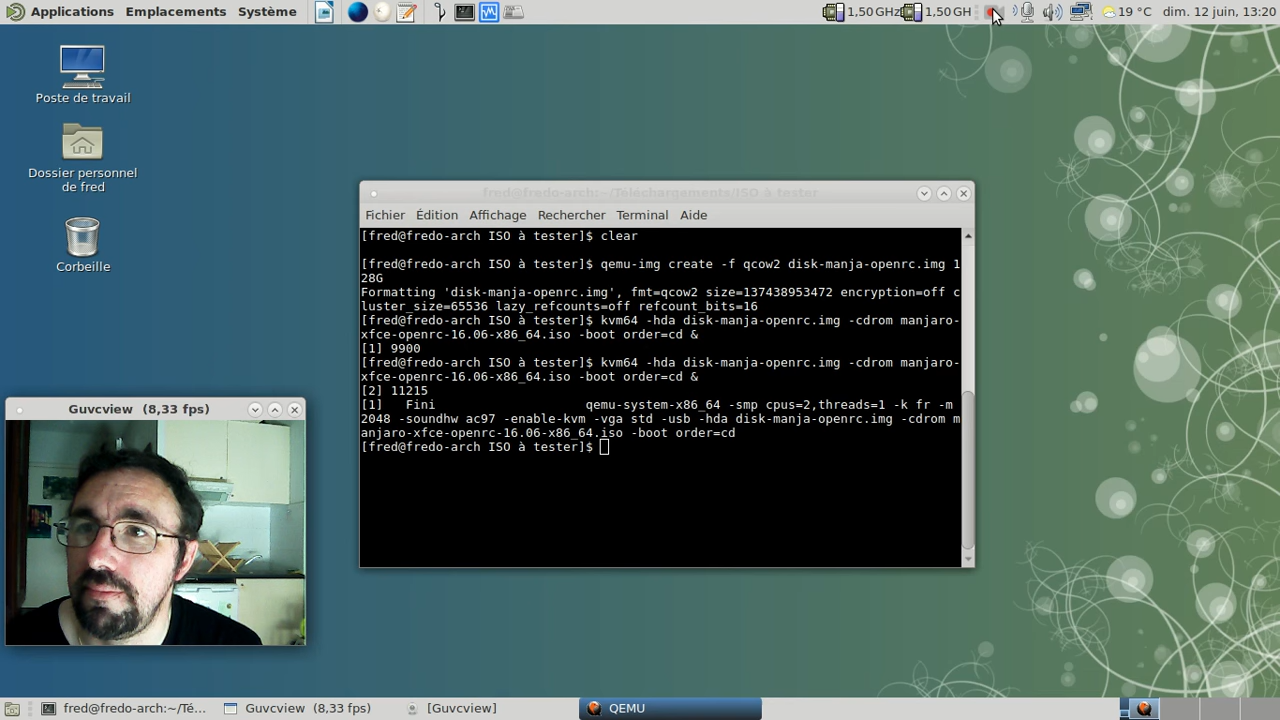 Applications Emplacements Système
1,50 GHz 1,50 GH 19 °C dim. 12 juin, 13:20
Poste de travail
Dossier personnel
de fred
Corbeille
fred@fredo-arch:~/Téléchargements/ISO à tester
Fichier Édition Affichage Rechercher Terminal Aide
[fred@fredo-arch ISO à tester]$ clear
[fred@fredo-arch ISO à tester]$ qemu-img create -f qcow2 disk-manja-openrc.img 1
28G
Formatting 'disk-manja-openrc.img', fmt=qcow2 size=137438953472 encryption=off c
luster_size=65536 lazy_refcounts=off refcount_bits=16
[fred@fredo-arch ISO à tester]$ kvm64 -hda disk-manja-openrc.img -cdrom manjaro-
xfce-openrc-16.06-x86_64.iso -boot order=cd &
[1] 9900
[fred@fredo-arch ISO à tester]$ kvm64 -hda disk-manja-openrc.img -cdrom manjaro-
xfce-openrc-16.06-x86_64.iso -boot order=cd &
[2] 11215
[1]   Fini                    qemu-system-x86_64 -smp cpus=2,threads=1 -k fr -m
2048 -soundhw ac97 -enable-kvm -vga std -usb -hda disk-manja-openrc.img -cdrom m
anjaro-xfce-openrc-16.06-x86_64.iso -boot order=cd
[fred@fredo-arch ISO à tester]$
Guvcview (8,33 fps)
fred@fredo-arch:~/Té... Guvcview (8,33 fps) [Guvcview] QEMU